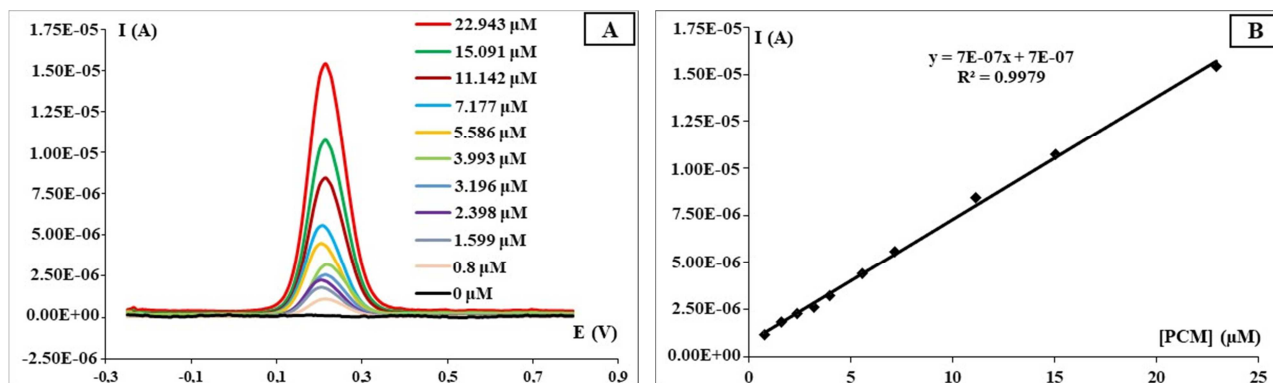 I (A)
A
1.75E-05
1.50E-05
1.25E-05
1.00E-05
7.50E-06
5.00E-06
2.50E-06
0.00E+00
-2.50E-06
-0,3
-0,1
0,1
0,3
0,5
0,7
0,9
E (V)
22.943 µM
15.091 µM
11.142 µM
7.177 µM
5.586 µM
3.993 µM
3.196 µM
2.398 µM
1.599 µM
0.8 µM
0 µM
I (A)
B
y = 7E-07x + 7E-07
R² = 0.9979
1.75E-05
1.50E-05
1.25E-05
1.00E-05
7.50E-06
5.00E-06
2.50E-06
0.00E+00
[PCM] (µM)
0
5
10
15
20
25